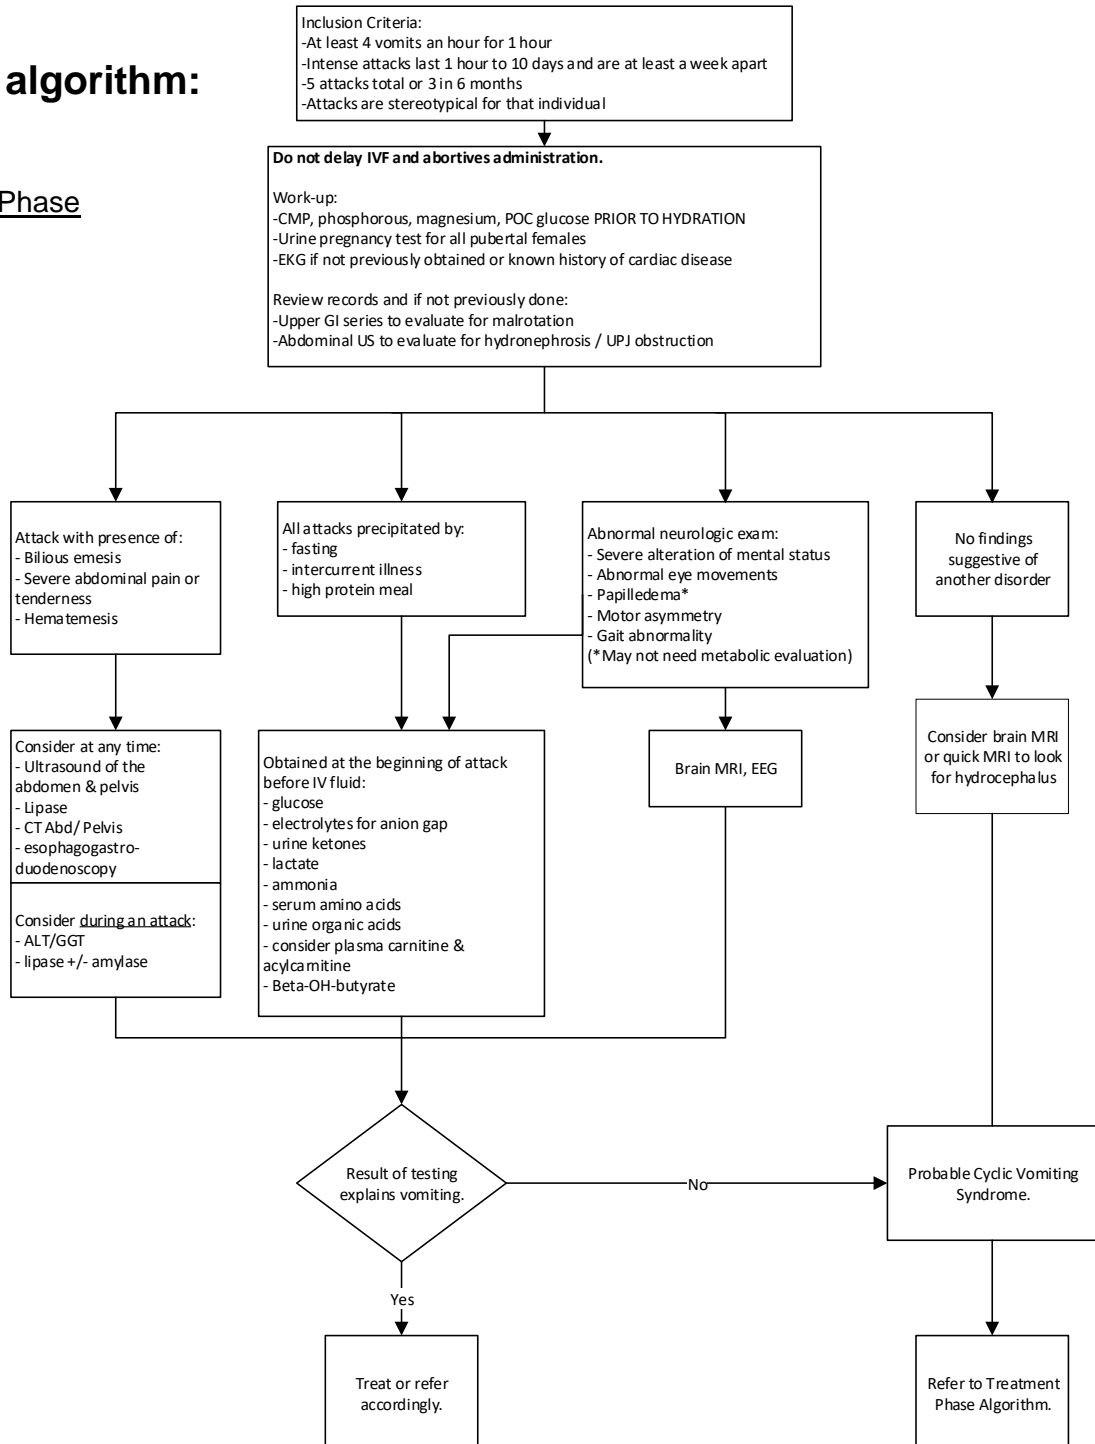 algorithm:
Phase
Inclusion Criteria:
-At least 4 vomits an hour for 1 hour
-Intense attacks last 1 hour to 10 days and are at least a week apart
-5 attacks total or 3 in 6 months
-Attacks are stereotypical for that individual
Do not delay IVF and abortives administration.
Work-up:
-CMP, phosphorous, magnesium, POC glucose PRIOR TO HYDRATION
-Urine pregnancy test for all pubertal females
-EKG if not previously obtained or known history of cardiac disease
Review records and if not previously done:
-Upper GI series to evaluate for malrotation
-Abdominal US to evaluate for hydronephrosis / UPJ obstruction
Attack with presence of:
- Bilious emesis
- Severe abdominal pain or
tenderness
- Hematemesis
All attacks precipitated by:
- fasting
- intercurrent illness
- high protein meal
Abnormal neurologic exam:
- Severe alteration of mental status
- Abnormal eye movements
- Papilledema*
- Motor asymmetry
- Gait abnormality
(*May not need metabolic evaluation)
No findings
suggestive of
another disorder
Consider at any time:
- Ultrasound of the
abdomen & pelvis
- Lipase
- CT Abd/ Pelvis
- esophagogastro-
duodenoscopy
Consider during an attack:
- ALT/GGT
- lipase +/- amylase
Obtained at the beginning of attack
before IV fluid:
- glucose
- electrolytes for anion gap
- urine ketones
- lactate
- ammonia
- serum amino acids
- urine organic acids
- consider plasma carnitine &
acylcarnitine
- Beta-OH-butyrate
Brain MRI, EEG
Consider brain MRI
or quick MRI to look
for hydrocephalus
Result of testing
explains vomiting.
No
Probable Cyclic Vomiting
Syndrome.
Yes
Treat or refer
accordingly.
Refer to Treatment
Phase Algorithm.